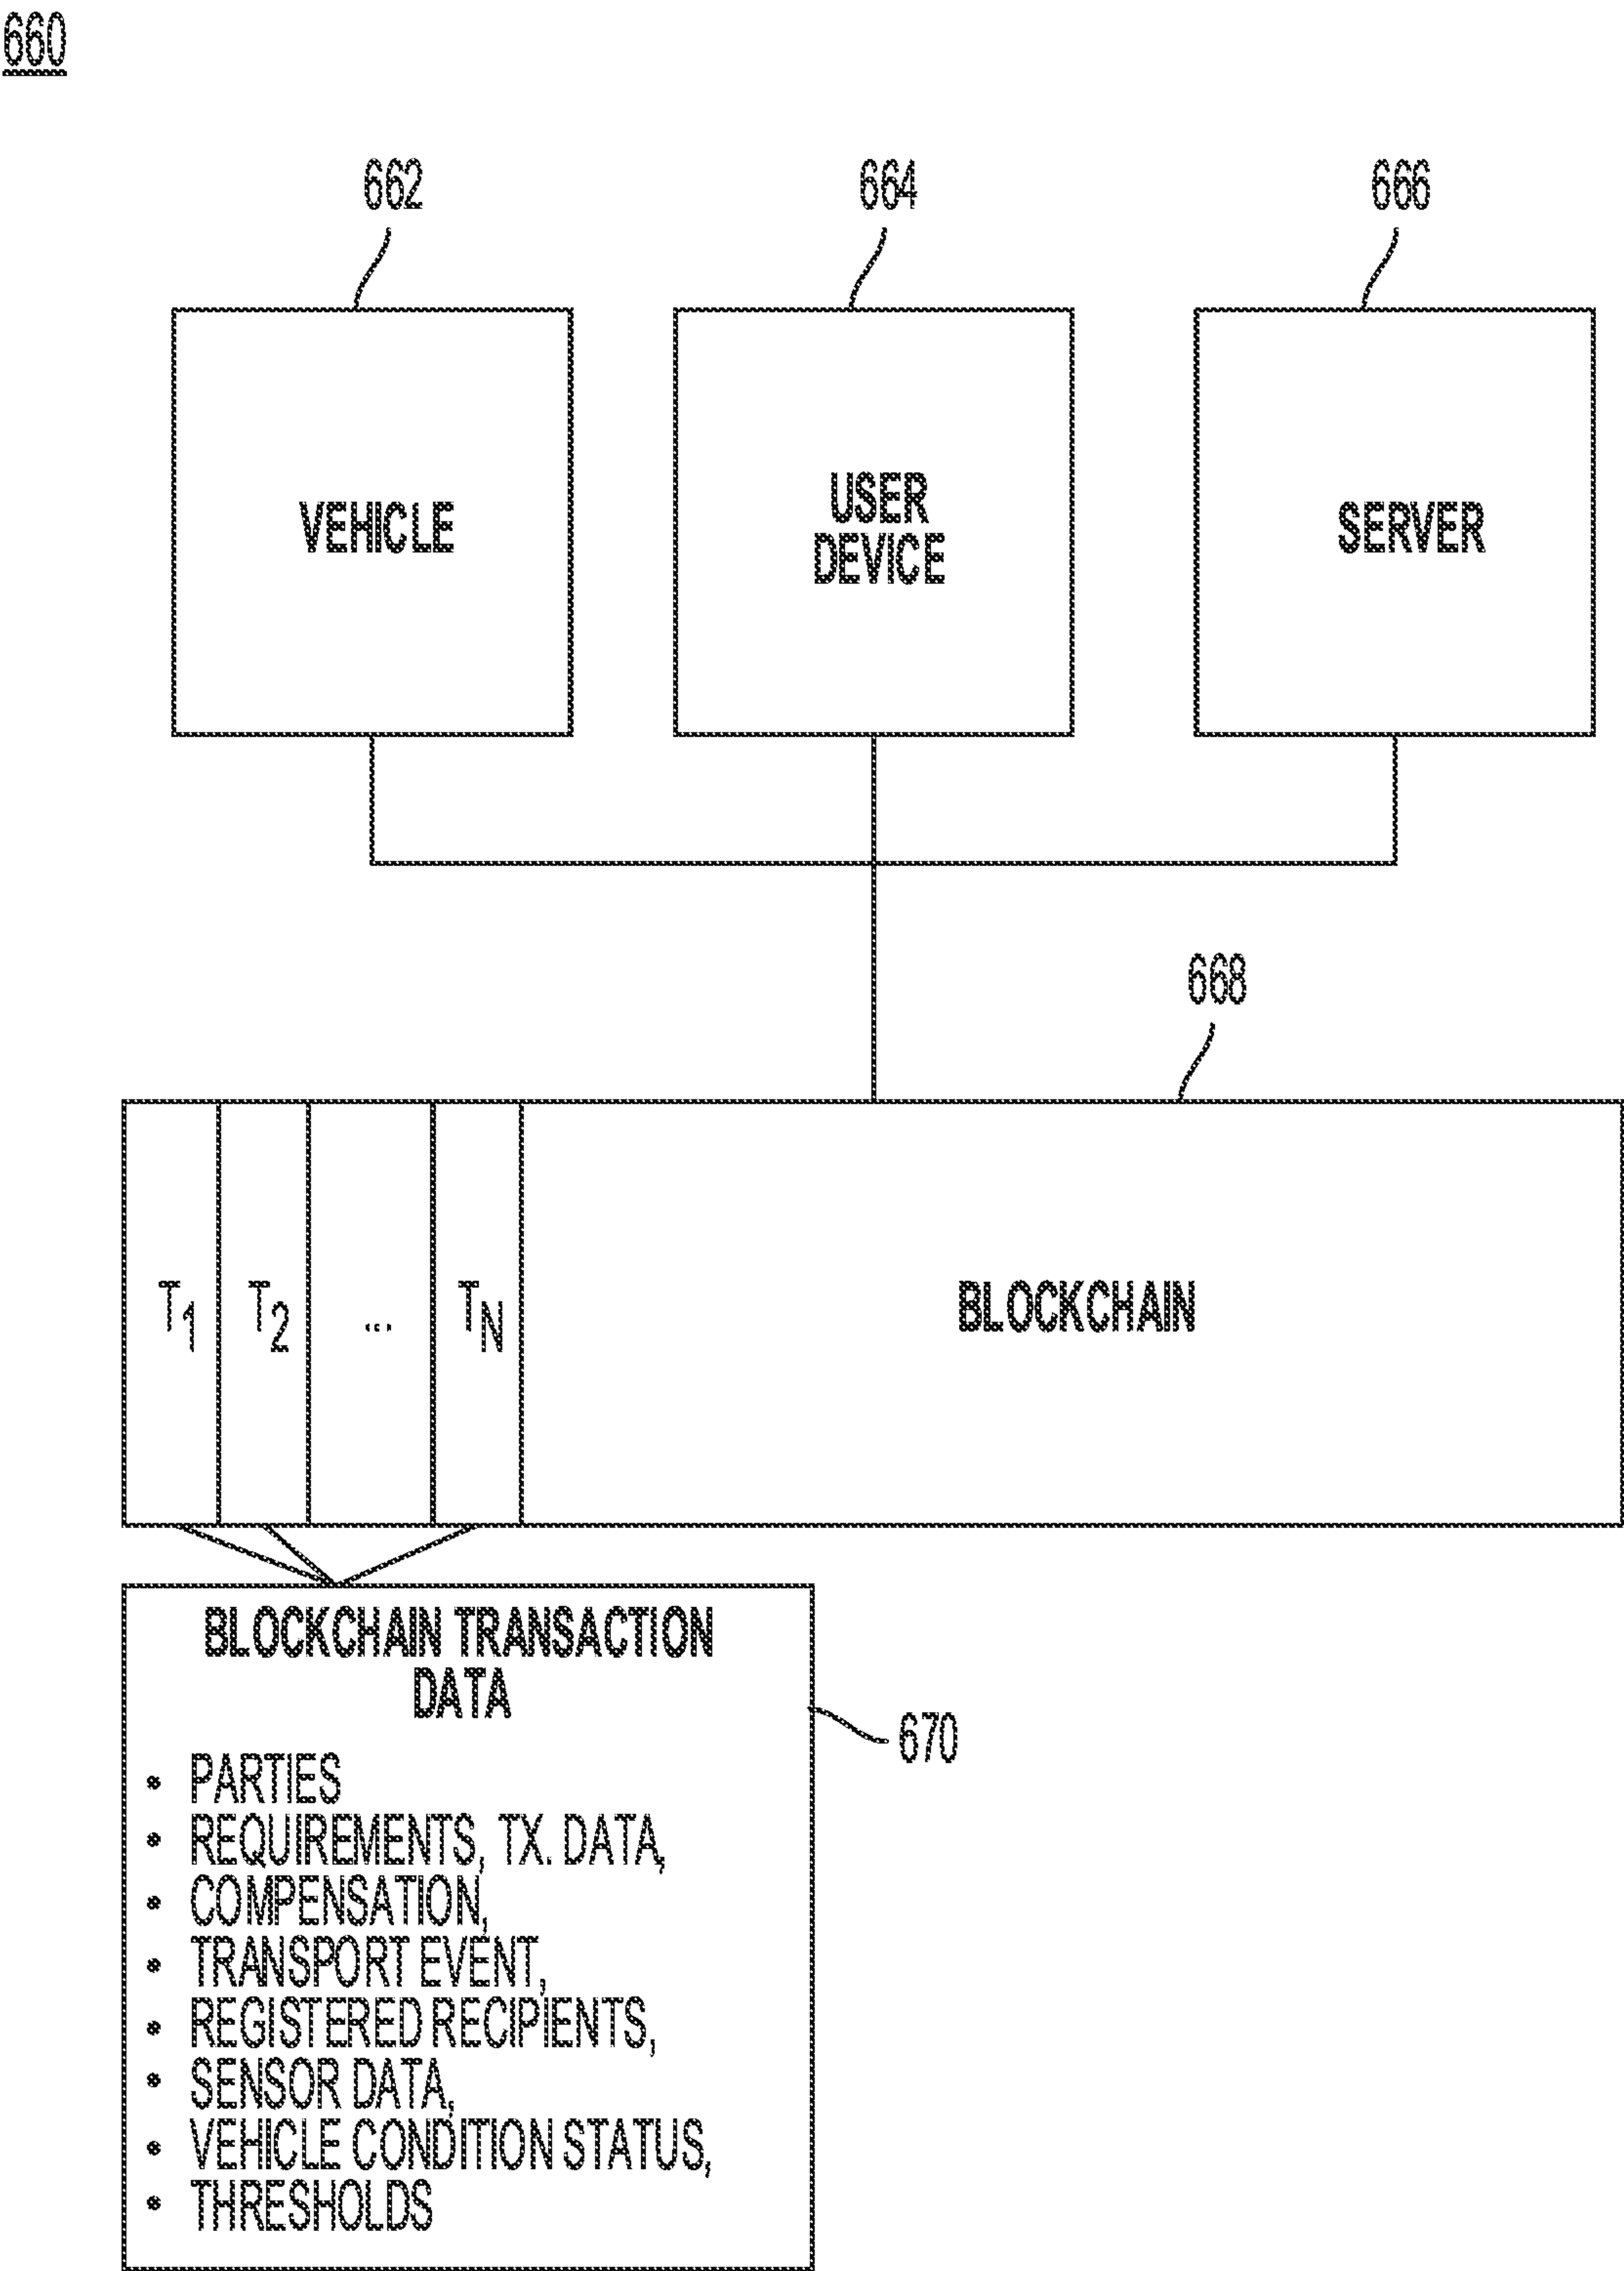 660
662
664
666
VEHICLE
USER
DEVICE
SERVER
668
T1
T2
...
TN
BLOCKCHAIN
BLOCKCHAIN TRANSACTION
DATA
670
• PARTIES
• REQUIREMENTS, TX. DATA,
• COMPENSATION,
• TRANSPORT EVENT,
• REGISTERED RECIPIENTS,
• SENSOR DATA,
• VEHICLE CONDITION STATUS,
• THRESHOLDS